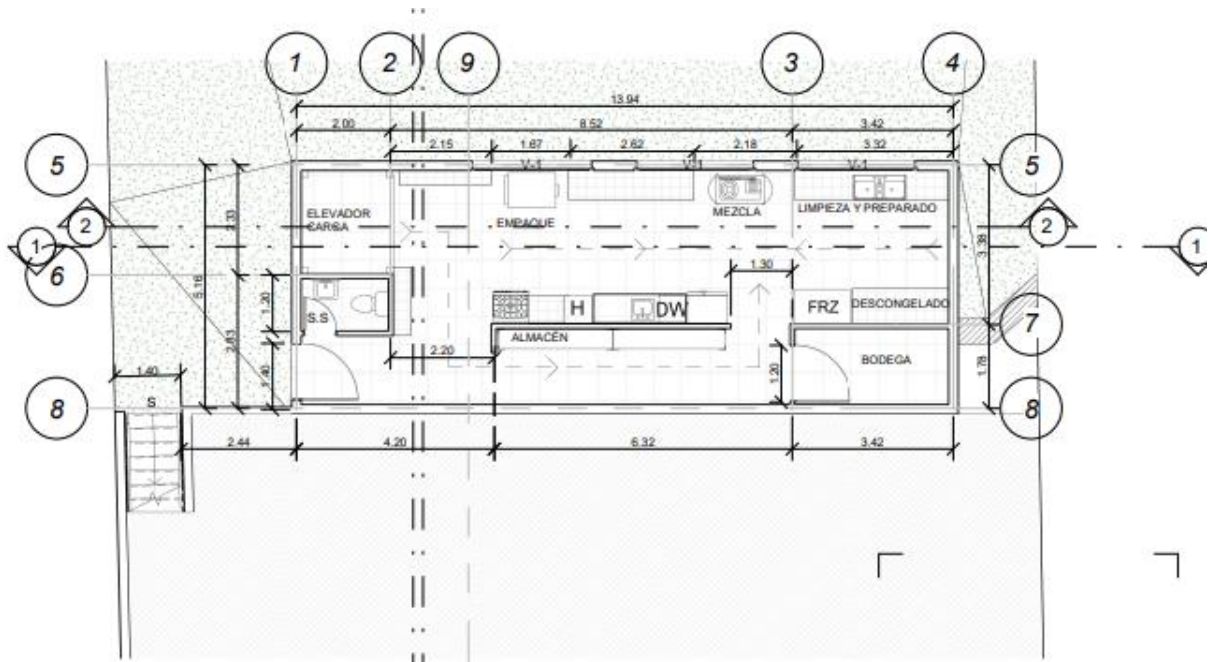 1 2 9 3 4
13.94
2.00 8.52 3.42
2.15 1.67 2.62 2.18 3.32
5 V-1 V-1 V-1 5
ELEVADOR
CARGA
EMPAQUE
MEZCLA
LIMPIEZA Y PREPARADO
2 2
1 1
6
2.33
3.38
5.16
1.20
1.30
S.S
H
DW
FRZ
DESCONGELADO
7
2.83
ALMACÉN
BODEGA
2.20
1.40
1.40
1.20
1.78
8 8
S
2.44 4.20 6.32 3.42